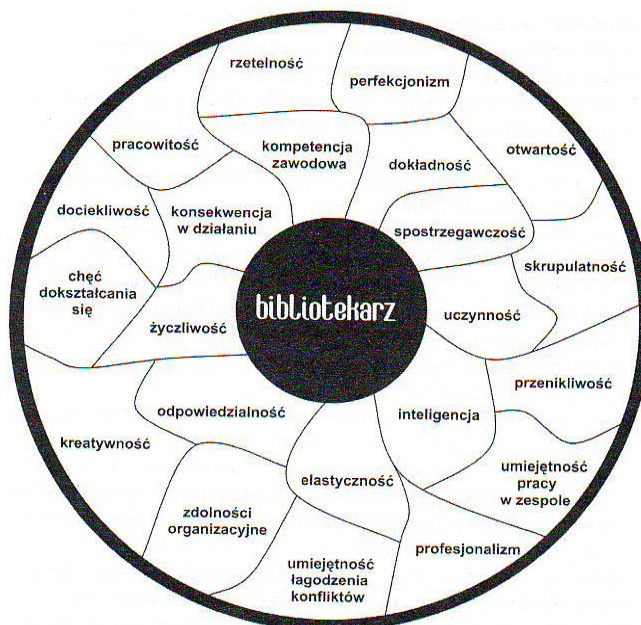 rzetelność
perfekcjonizm
pracowitość
kompetencja
zawodowa
dokładność
otwartość
dociekliwość
konsekwencja
w działaniu
spostrzegawczość
skrupulatność
chęć
dokształcania
się
życzliwość
bibliotekarz
uczynność
przenikliwość
odpowiedzialność
inteligencja
kreatywność
elastyczność
umiejętność
pracy
w zespole
zdolności
organizacyjne
umiejętność
łagodzenia
konfliktów
profesjonalizm